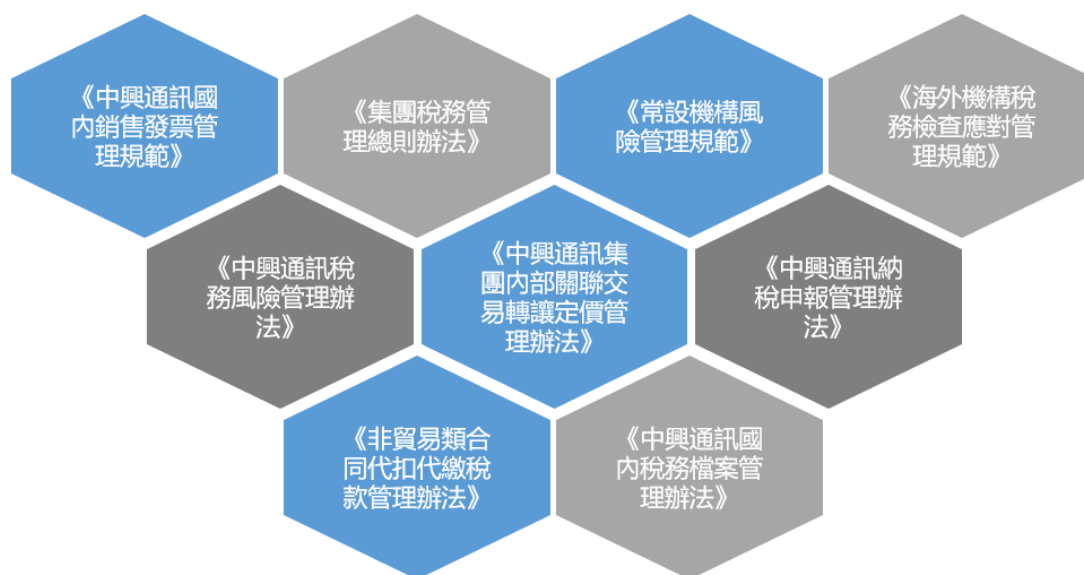 《中興通訊國
內銷售發票管
理規範》
《集團稅務管
理總則辦法》
《常設機構風
險管理規範》
《海外機構稅
務檢查應對管
理規範》
《中興通訊稅
務風險管理辦
法》
《中興通訊集
團內部關聯交
易轉讓定價管
理辦法》
《中興通訊納
稅申報管理辦
法》
《非貿易類合
同代扣代繳稅
款管理辦法》
《中興通訊國
內稅務檔案管
理辦法》